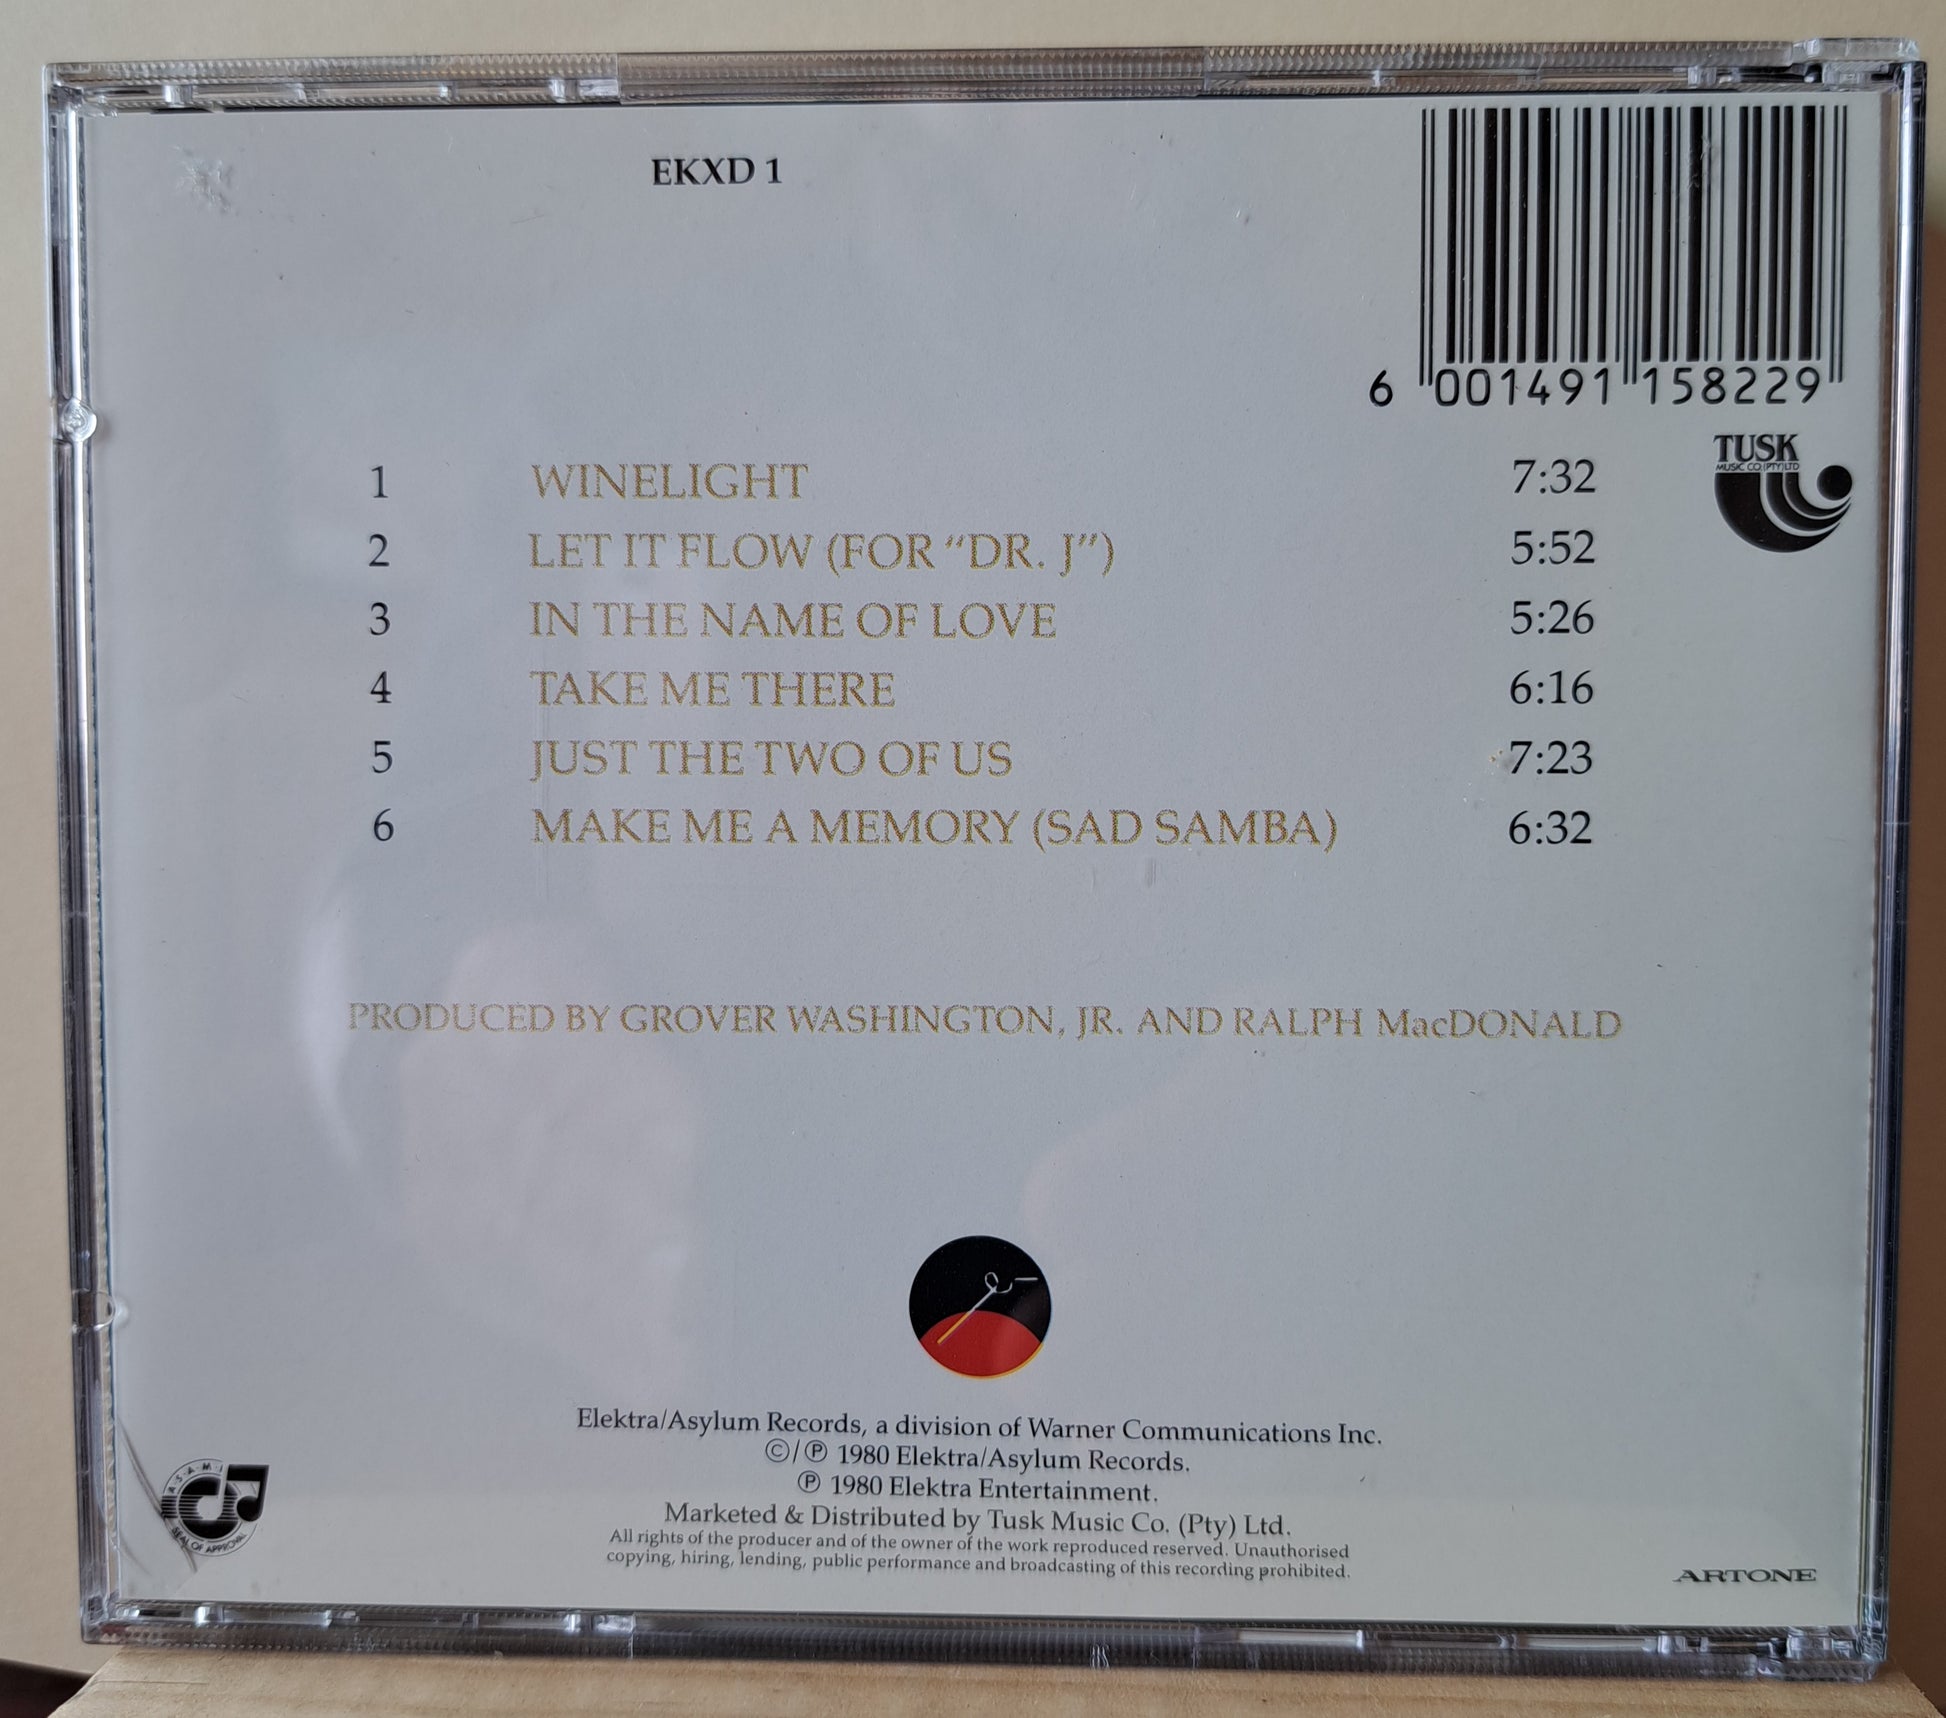 EKXD 1
6 001491 158229
TUSK
MUSIC CO.(PTY)LTD
1 WINELIGHT 7:32
2 LET IT FLOW (FOR “DR. J”) 5:52
3 IN THE NAME OF LOVE 5:26
4 TAKE ME THERE 6:16
5 JUST THE TWO OF US 7:23
6 MAKE ME A MEMORY (SAD SAMBA) 6:32
PRODUCED BY GROVER WASHINGTON, JR. AND RALPH MacDONALD
Elektra/Asylum Records, a division of Warner Communications Inc.
©/℗ 1980 Elektra/Asylum Records.
℗ 1980 Elektra Entertainment.
Marketed & Distributed by Tusk Music Co. (Pty) Ltd.
All rights of the producer and of the owner of the work reproduced reserved. Unauthorised
copying, hiring, lending, public performance and broadcasting of this recording prohibited.
A·S·A·M·I
SEAL OF APPROVAL
ARTONE